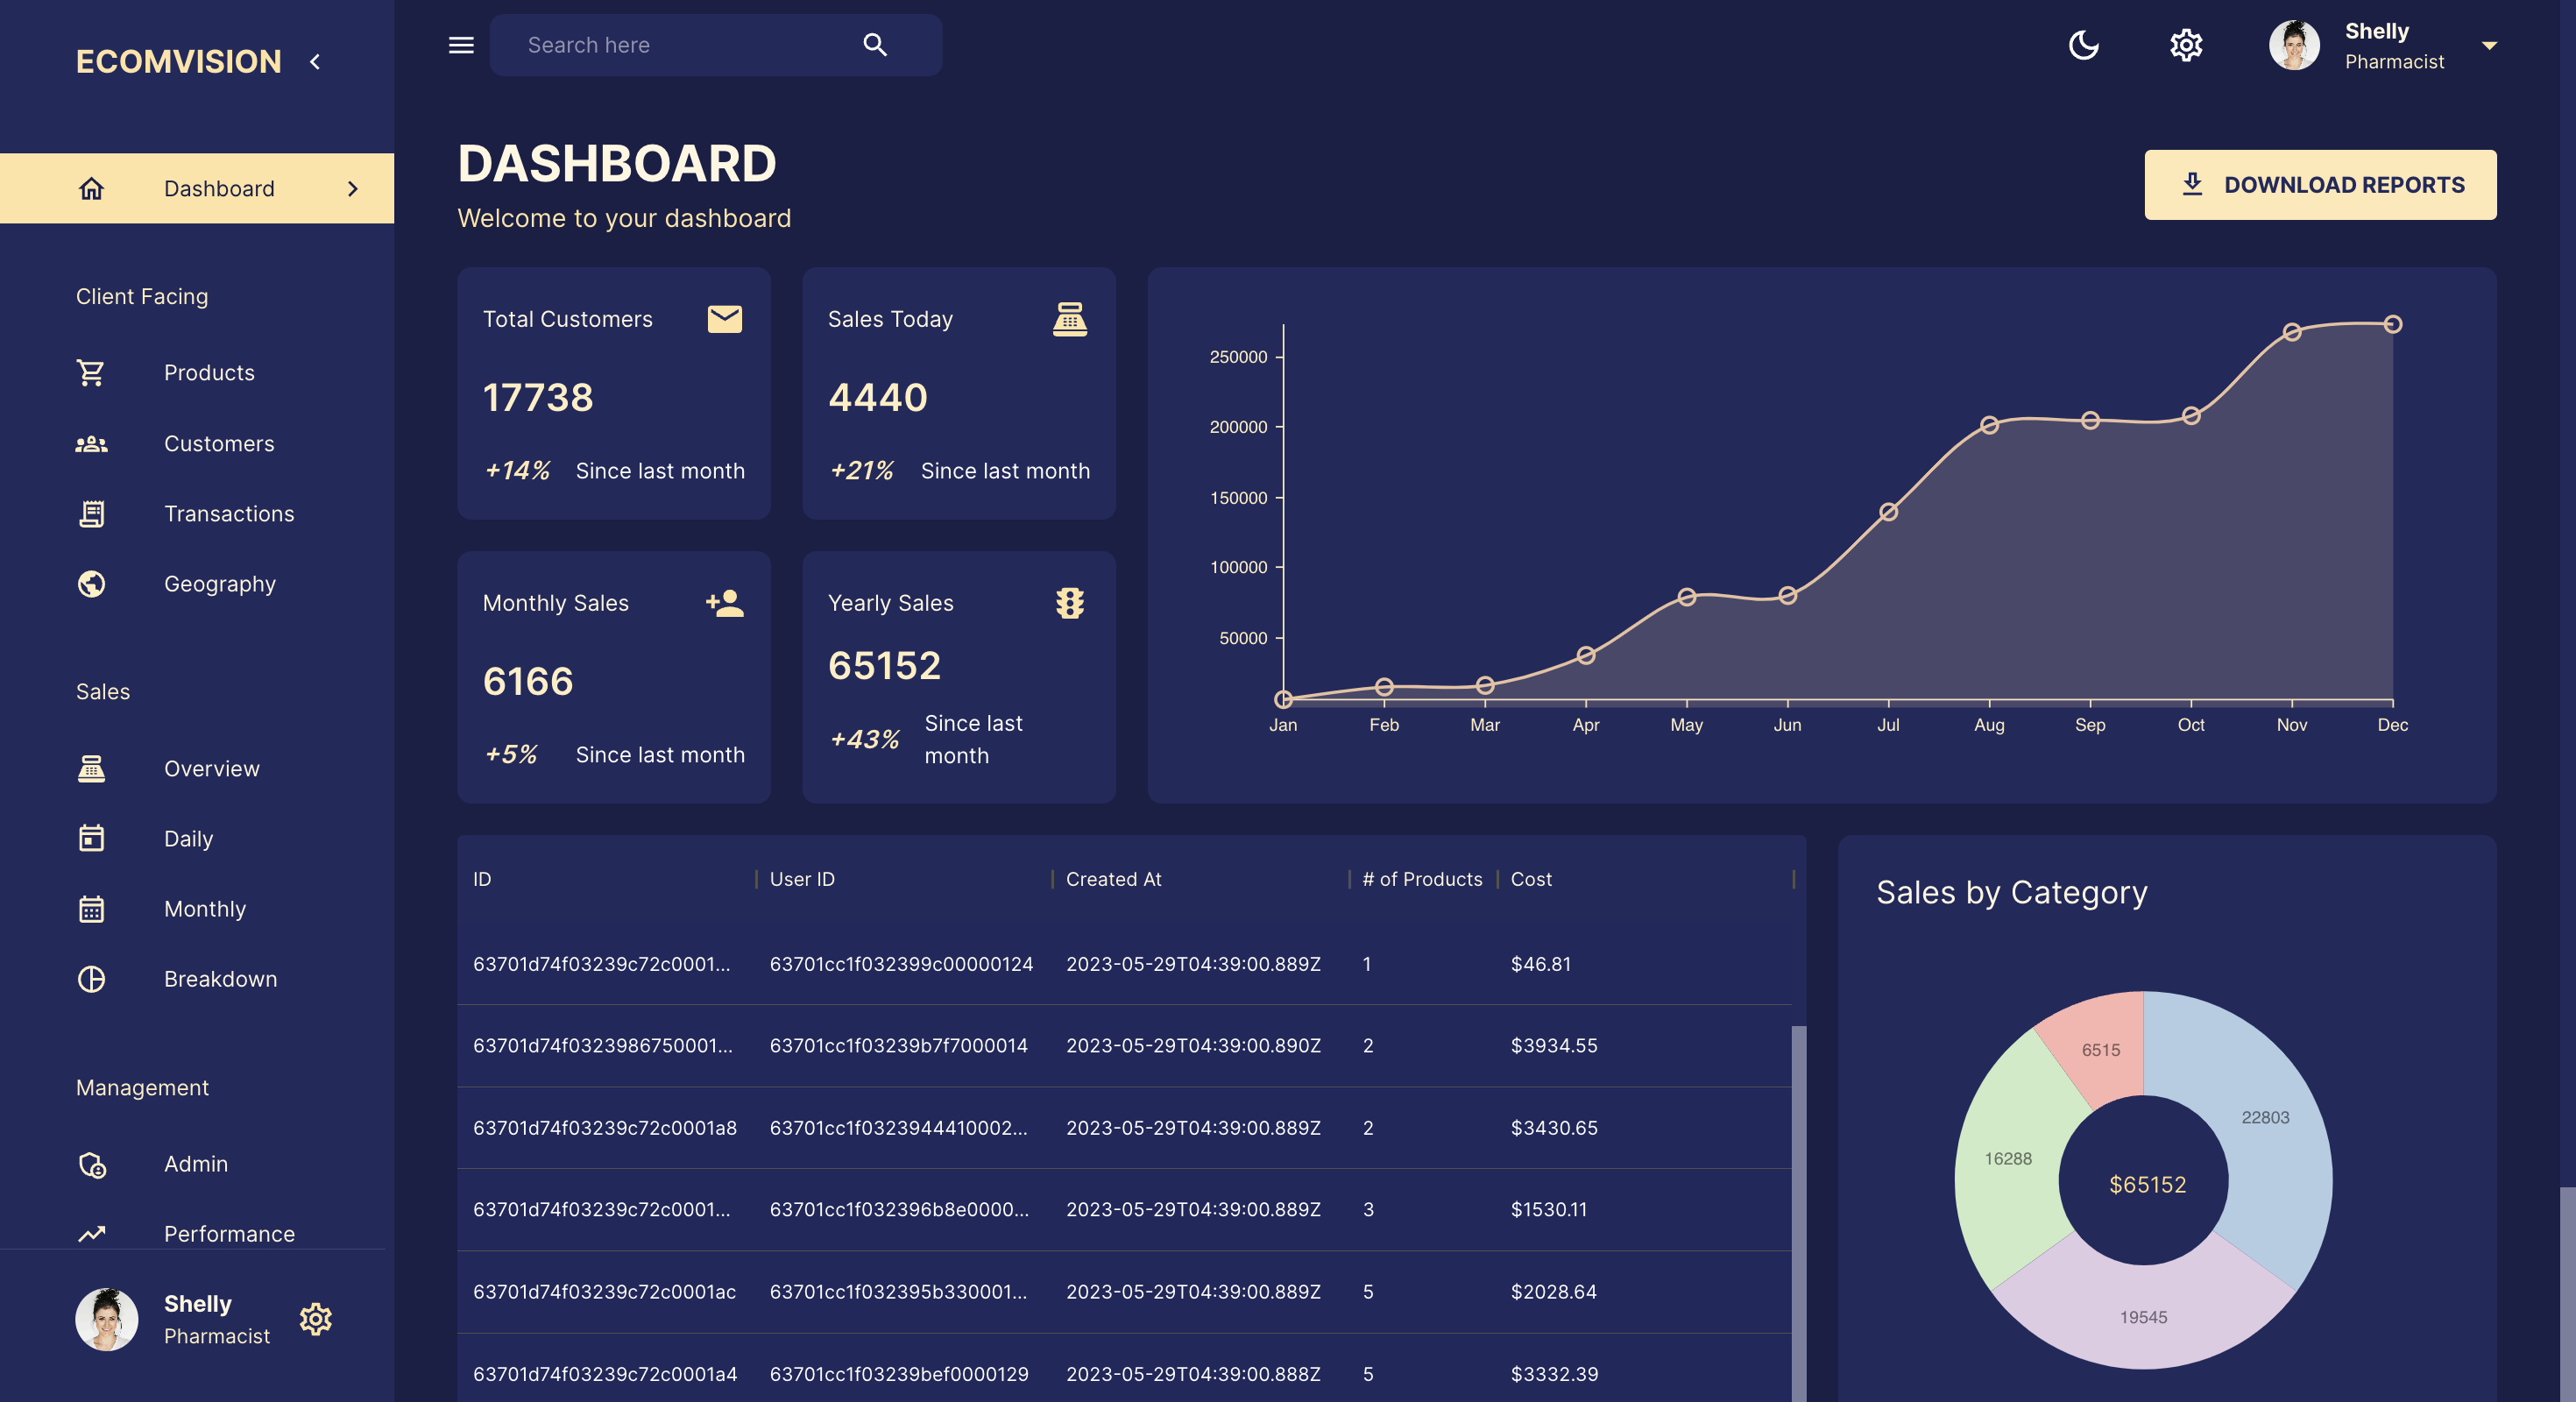 ECOMVISION
Dashboard
Client Facing
Products
Customers
Transactions
Geography
Sales
Overview
Daily
Monthly
Breakdown
Management
Admin
Performance
Shelly
Pharmacist
Search here
Shelly
Pharmacist
DASHBOARD
Welcome to your dashboard
DOWNLOAD REPORTS
Total Customers
17738
+14% Since last month
Sales Today
4440
+21% Since last month
Monthly Sales
6166
+5% Since last month
Yearly Sales
65152
+43% Since last
month
250000
200000
150000
100000
50000
Jan Feb Mar Apr May Jun Jul Aug Sep Oct Nov Dec
ID User ID Created At # of Products Cost
63701d74f03239c72c0001... 63701cc1f032399c00000124 2023-05-29T04:39:00.889Z 1 $46.81
63701d74f0323986750001... 63701cc1f03239b7f7000014 2023-05-29T04:39:00.890Z 2 $3934.55
63701d74f03239c72c0001a8 63701cc1f0323944410002... 2023-05-29T04:39:00.889Z 2 $3430.65
63701d74f03239c72c0001... 63701cc1f032396b8e0000... 2023-05-29T04:39:00.889Z 3 $1530.11
63701d74f03239c72c0001ac 63701cc1f032395b330001... 2023-05-29T04:39:00.889Z 5 $2028.64
63701d74f03239c72c0001a4 63701cc1f03239bef0000129 2023-05-29T04:39:00.888Z 5 $3332.39
Sales by Category
6515
22803
16288
$65152
19545